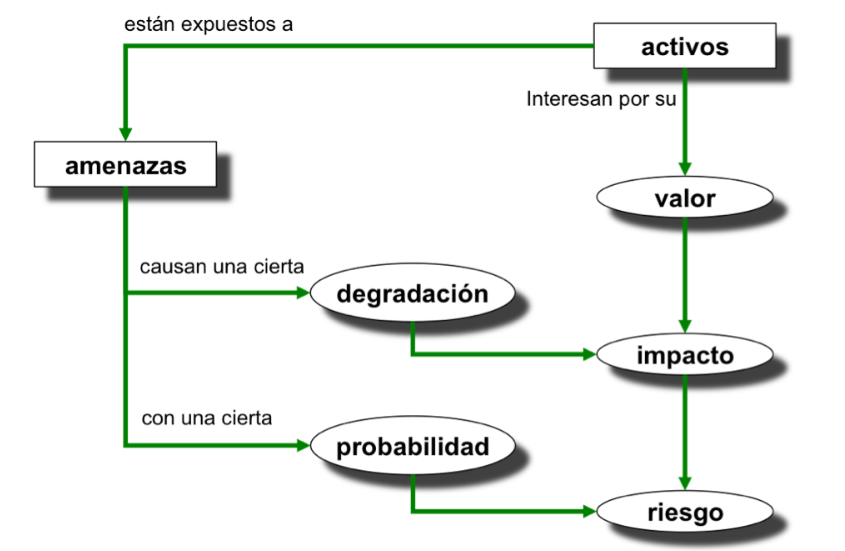 están expuestos a
activos
Interesan por su
amenazas
valor
causan una cierta
degradación
impacto
con una cierta
probabilidad
riesgo